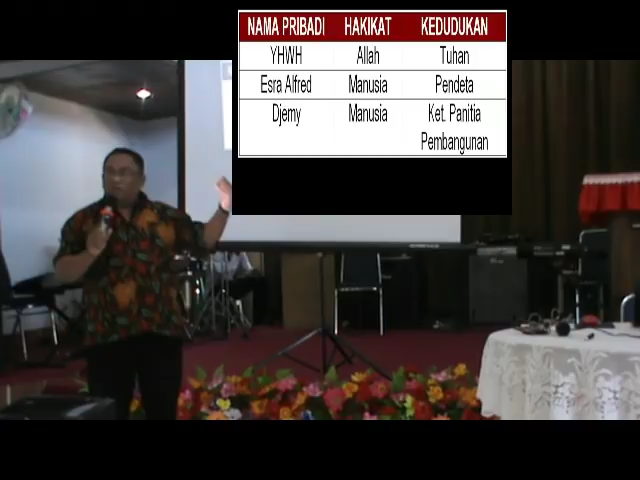 NAMA PRIBADI HAKIKAT KEDUDUKAN
YHWH Allah Tuhan
Esra Alfred Manusia Pendeta
Djemy Manusia Ket. Panitia
Pembangunan